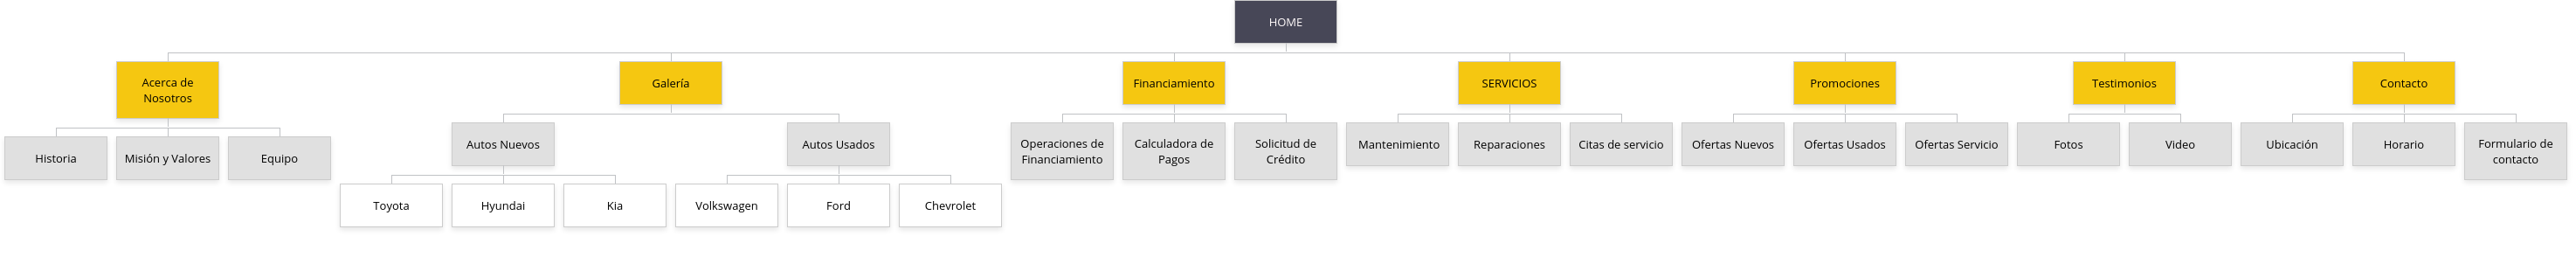 HOME
Acerca de
Nosotros
Galería
Financiamiento
SERVICIOS
Promociones
Testimonios
Contacto
Historia
Misión y Valores
Equipo
Autos Nuevos
Autos Usados
Operaciones de
Financiamiento
Calculadora de
Pagos
Solicitud de
Crédito
Mantenimiento
Reparaciones
Citas de servicio
Ofertas Nuevos
Ofertas Usados
Ofertas Servicio
Fotos
Video
Ubicación
Horario
Formulario de
contacto
Toyota
Hyundai
Kia
Volkswagen
Ford
Chevrolet